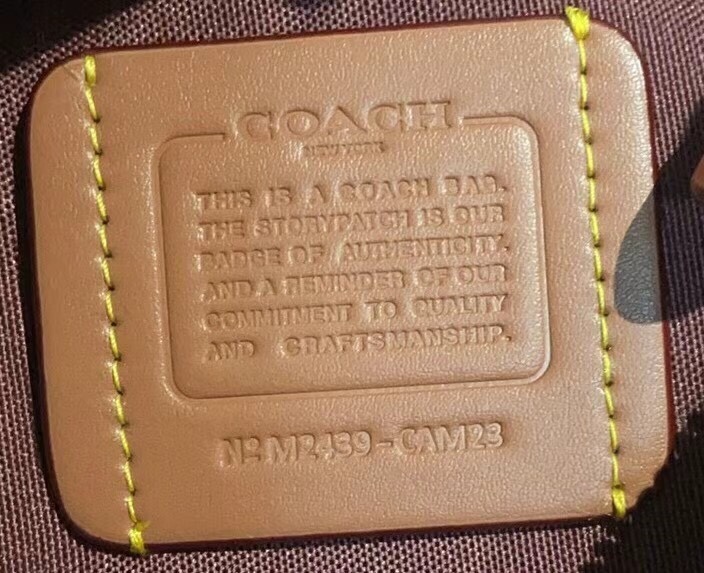 COACH
NEW YORK
THIS IS A COACH BAG.
THE STORYPATCH IS OUR
BADGE OF AUTHENTICITY,
AND A REMINDER OF OUR
COMMITMENT TO QUALITY
AND CRAFTSMANSHIP.
Nº M2439-CAM23